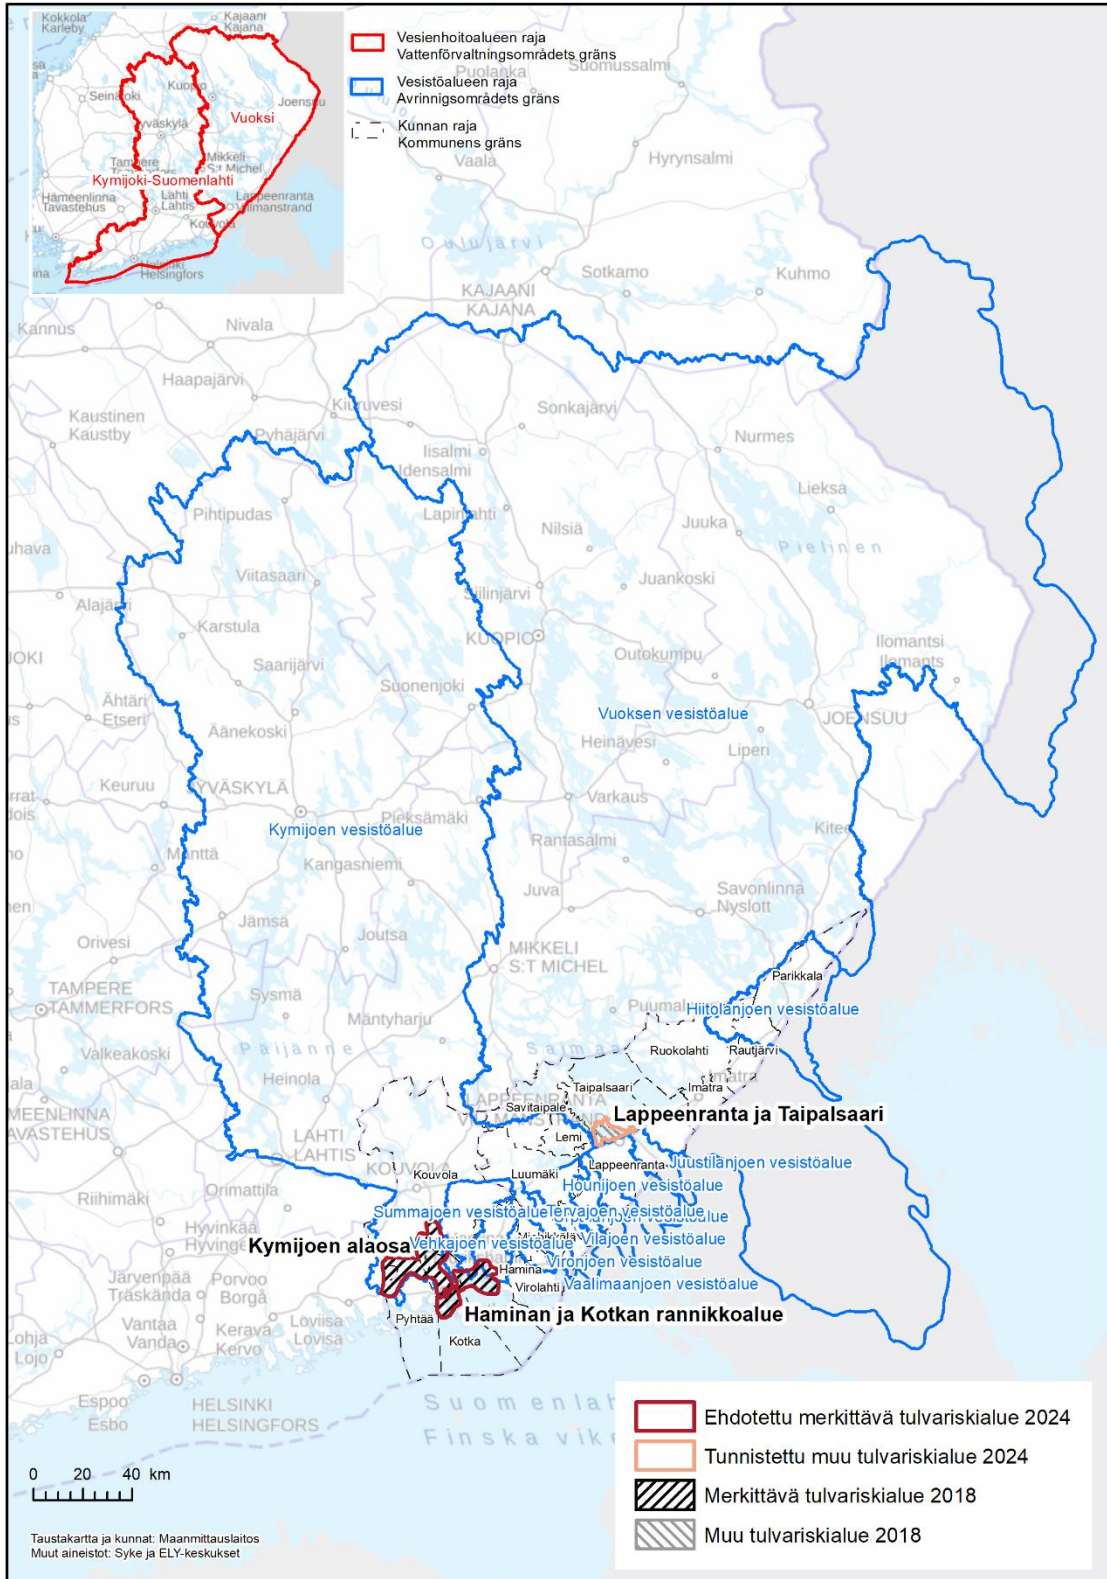 Kokkola
Karleby
Kajaani
Kajana
Seinäjoki
Kuopio
Joensuu
Jyväskylä
Vuoksi
Tampere
Mikkeli
S:t Michel
Kymijoki-Suomenlahti
Hämeenlinna
Tavastehus
Lahti
Lahtis
Lappeenranta
Villmanstrand
Kouvola
Helsinki
Helsingfors
Vesienhoitoalueen raja
Vattenförvaltningsområdets gräns
Vesistöalueen raja
Avrinnigsområdets gräns
Kunnan raja
Kommunens gräns
Puolanka
Suomussalmi
Vaala
Hyrynsalmi
Oulujärvi
Sotkamo
Kuhmo
KAJAANI
KAJANA
Kannus
Nivala
Haapajärvi
Kiuruvesi
Sonkajärvi
Kaustinen
Kaustby
Pyhäjärvi
Iisalmi
Idensalmi
Nurmes
Lieksa
Pihtipudas
Lapinlahti
Nilsiä
Juuka
Pielinen
Viitasaari
Siilinjärvi
Juankoski
Alajärvi
Karstula
KUOPIO
Outokumpu
Ilomantsi
Ilomants
JOKI
Saarijärvi
Suonenjoki
Ähtäri
Etseri
Vuoksen vesistöalue
JOENSUU
Äänekoski
Heinävesi
Liperi
Keuruu
JYVÄSKYLÄ
Varkaus
Pieksämäki
Kymijoen vesistöalue
Rantasalmi
Kitee
Mänttä
Kangasniemi
Juva
Savonlinna
Nyslott
Jämsä
Joutsa
Orivesi
MIKKELI
S:T MICHEL
Parikkala
TAMPERE
TAMMERFORS
Sysmä
Puumala
Hiitolanjoen vesistöalue
Mäntyharju
Valkeakoski
Päijänne
Saimaa
Ruokolahti
Rautjärvi
Heinola
Taipalsaari
Imatra
Imatra
LAPPEENRANTA
Savitaipale
Lappeenranta ja Taipalsaari
Lemi
LAHTI
LAHTIS
KOUVOLA
Kouvola
Luumäki
Lappeenranta
Juustilanjoen vesistöalue
Hounijoen vesistöalue
Riihimäki
Orimattila
Summajoen vesistöalue
Tervajoen vesistöalue
Hyvinkää
Kymijoen alaosa
Vehkajoen vesistöalue
Vilajoen vesistöalue
Vironjoen vesistöalue
Hamina
Virolahti
Vaalimaanjoen vesistöalue
Järvenpää
Träskända
Porvoo
Borgå
Haminan ja Kotkan rannikkoalue
Pyhtää
Kotka
Loviisa
Lovisa
Lohja
Lojo
Vantaa
Vanda
Kerava
Kervo
Espoo
Esbo
HELSINKI
HELSINGFORS
Ehdotettu merkittävä tulvariskialue 2024
Tunnistettu muu tulvariskialue 2024
Merkittävä tulvariskialue 2018
Muu tulvariskialue 2018
0 20 40 km
Taustakartta ja kunnat: Maanmittauslaitos
Muut aineistot: Syke ja ELY-keskukset